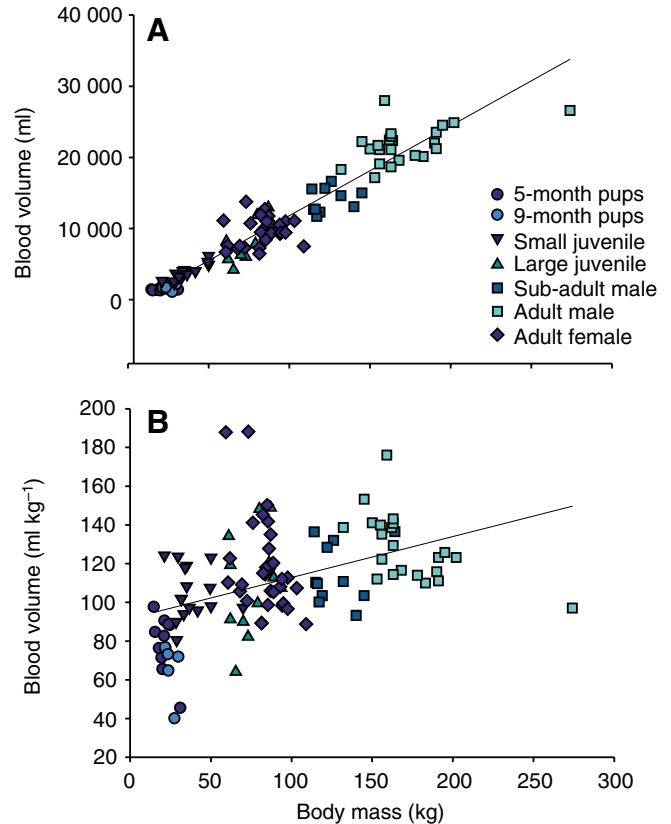 A
40 000
30 000
20 000
10 000
0
Blood volume (ml)
5-month pups
9-month pups
Small juvenile
Large juvenile
Sub-adult male
Adult male
Adult female
B
200
180
160
140
120
100
80
60
40
20
Blood volume (ml kg⁻¹)
0 50 100 150 200 250 300
Body mass (kg)